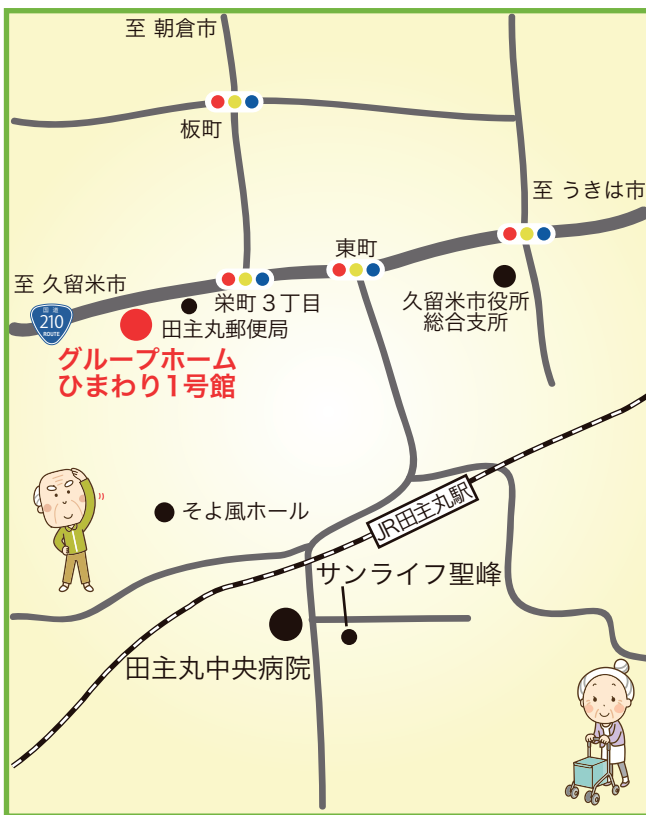 至 朝倉市
板町
至 うきは市
東町
至 久留米市
栄町３丁目
久留米市役所
総合支所
国道
210
ROUTE
田主丸郵便局
グループホーム
ひまわり1号館
JR田主丸駅
そよ風ホール
サンライフ聖峰
田主丸中央病院